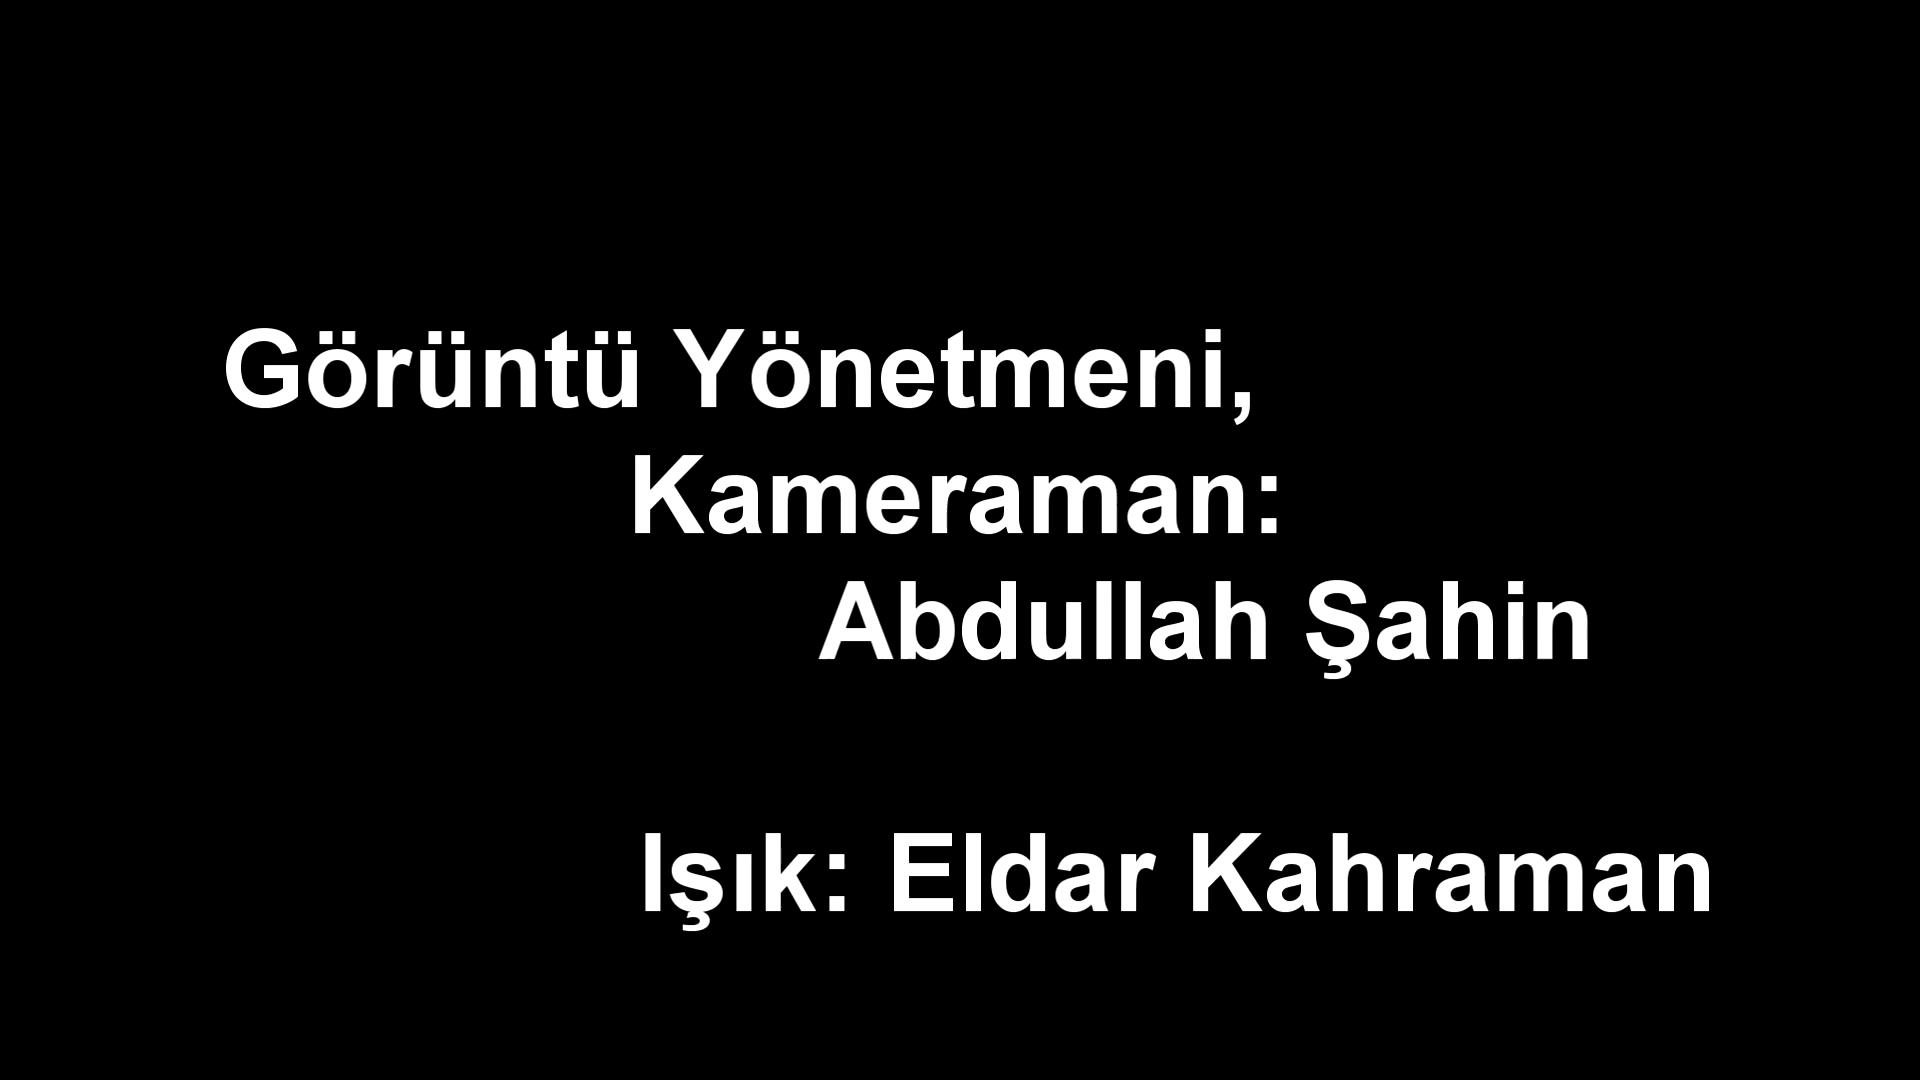 Görüntü Yönetmeni,
Kameraman:
Abdullah Şahin
Işık: Eldar Kahraman